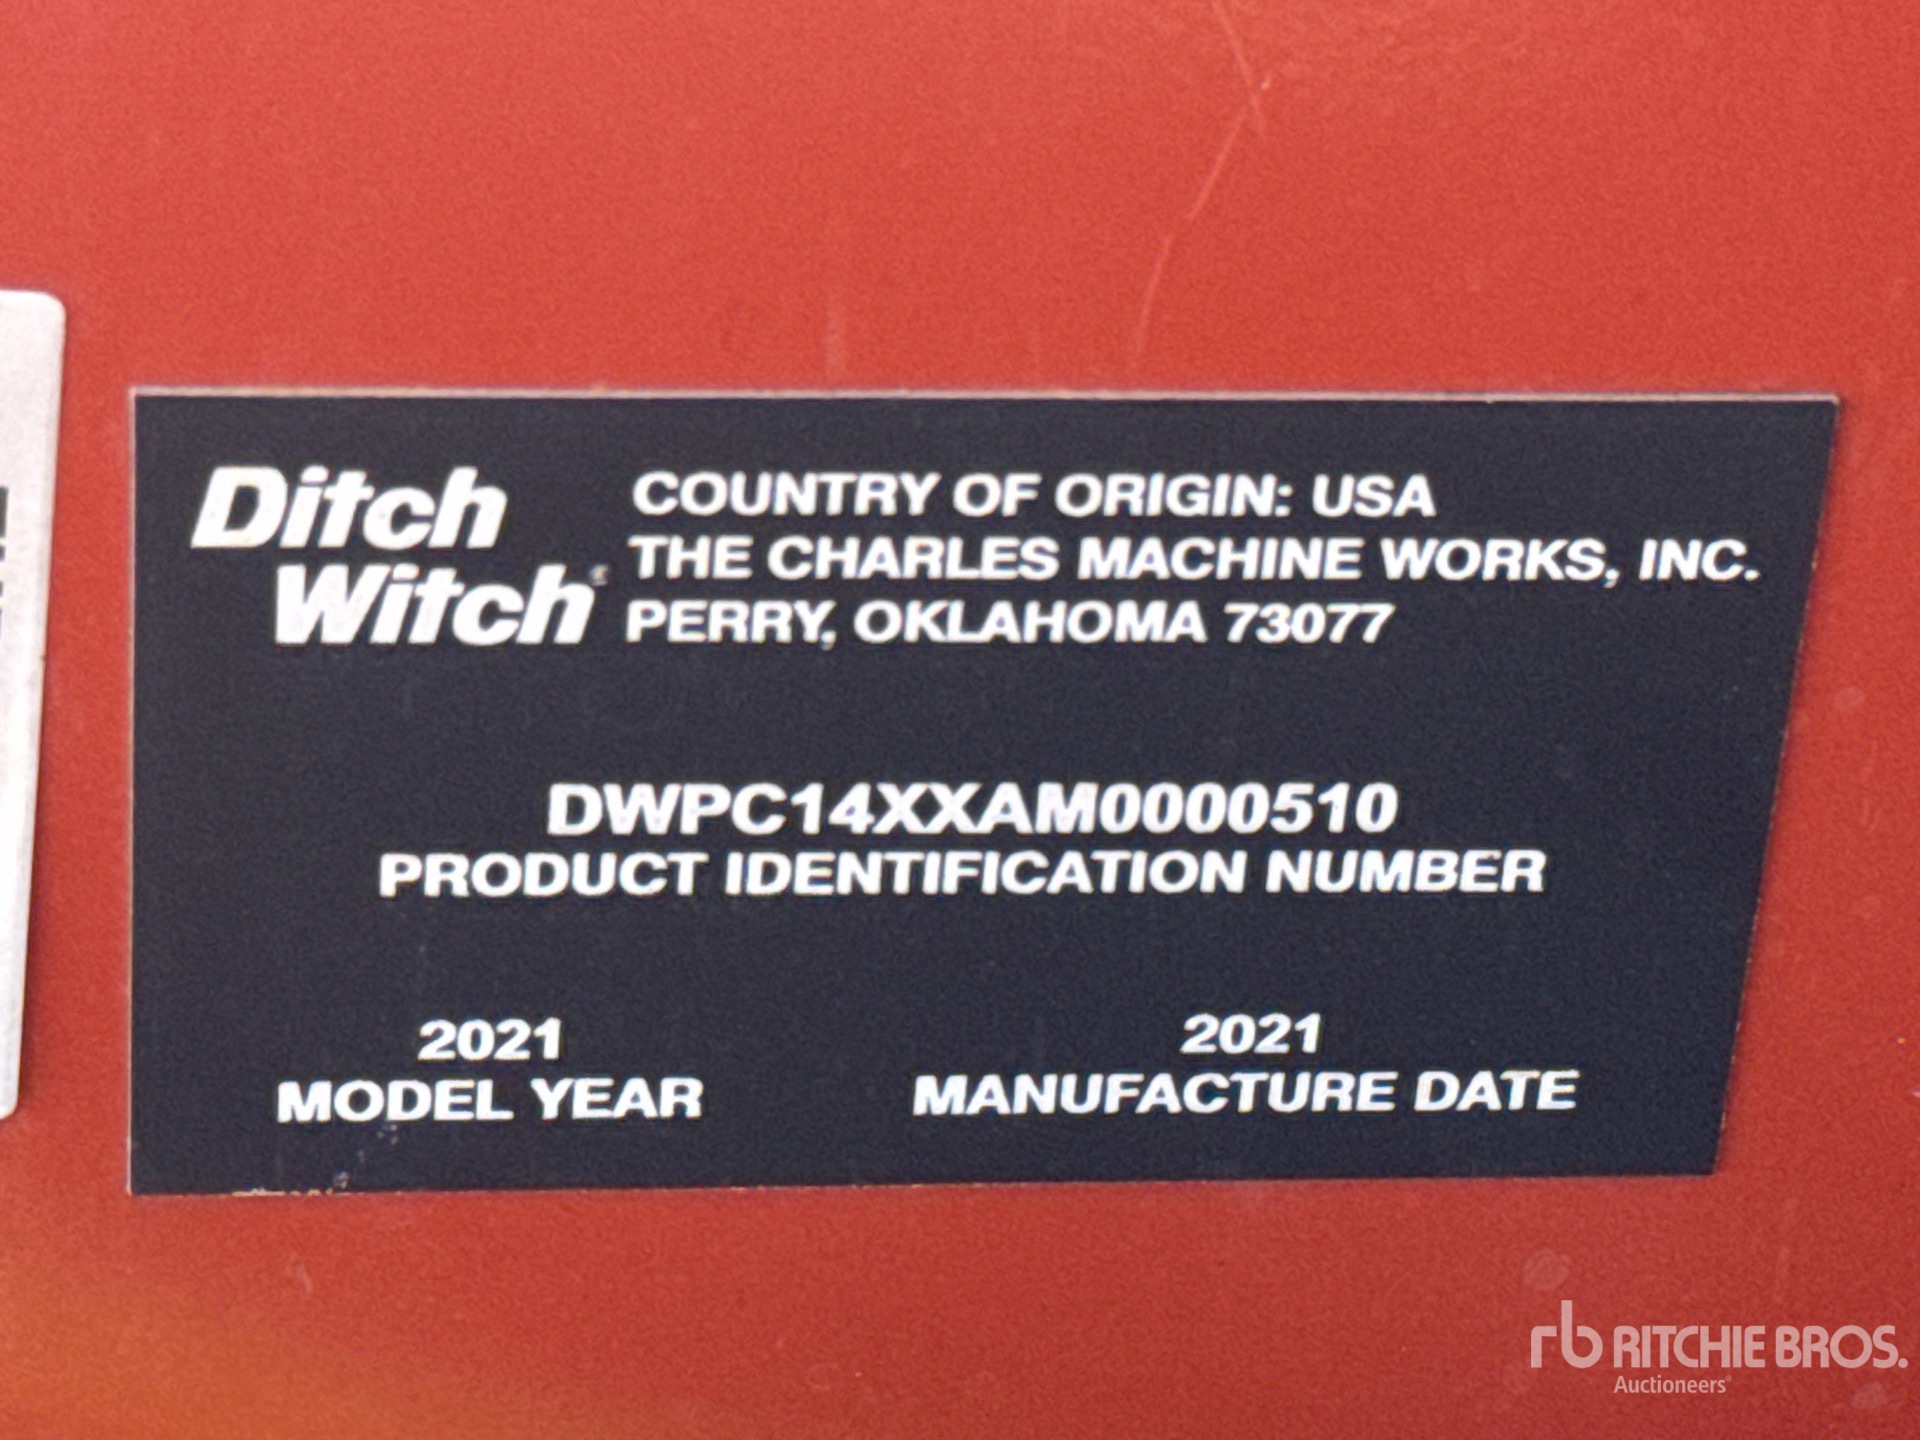 Ditch
Witch
COUNTRY OF ORIGIN: USA
THE CHARLES MACHINE WORKS, INC.
PERRY, OKLAHOMA 73077
DWPC14XXAM0000510
PRODUCT IDENTIFICATION NUMBER
2021
MODEL YEAR
2021
MANUFACTURE DATE
rb RITCHIE BROS.
Auctioneers